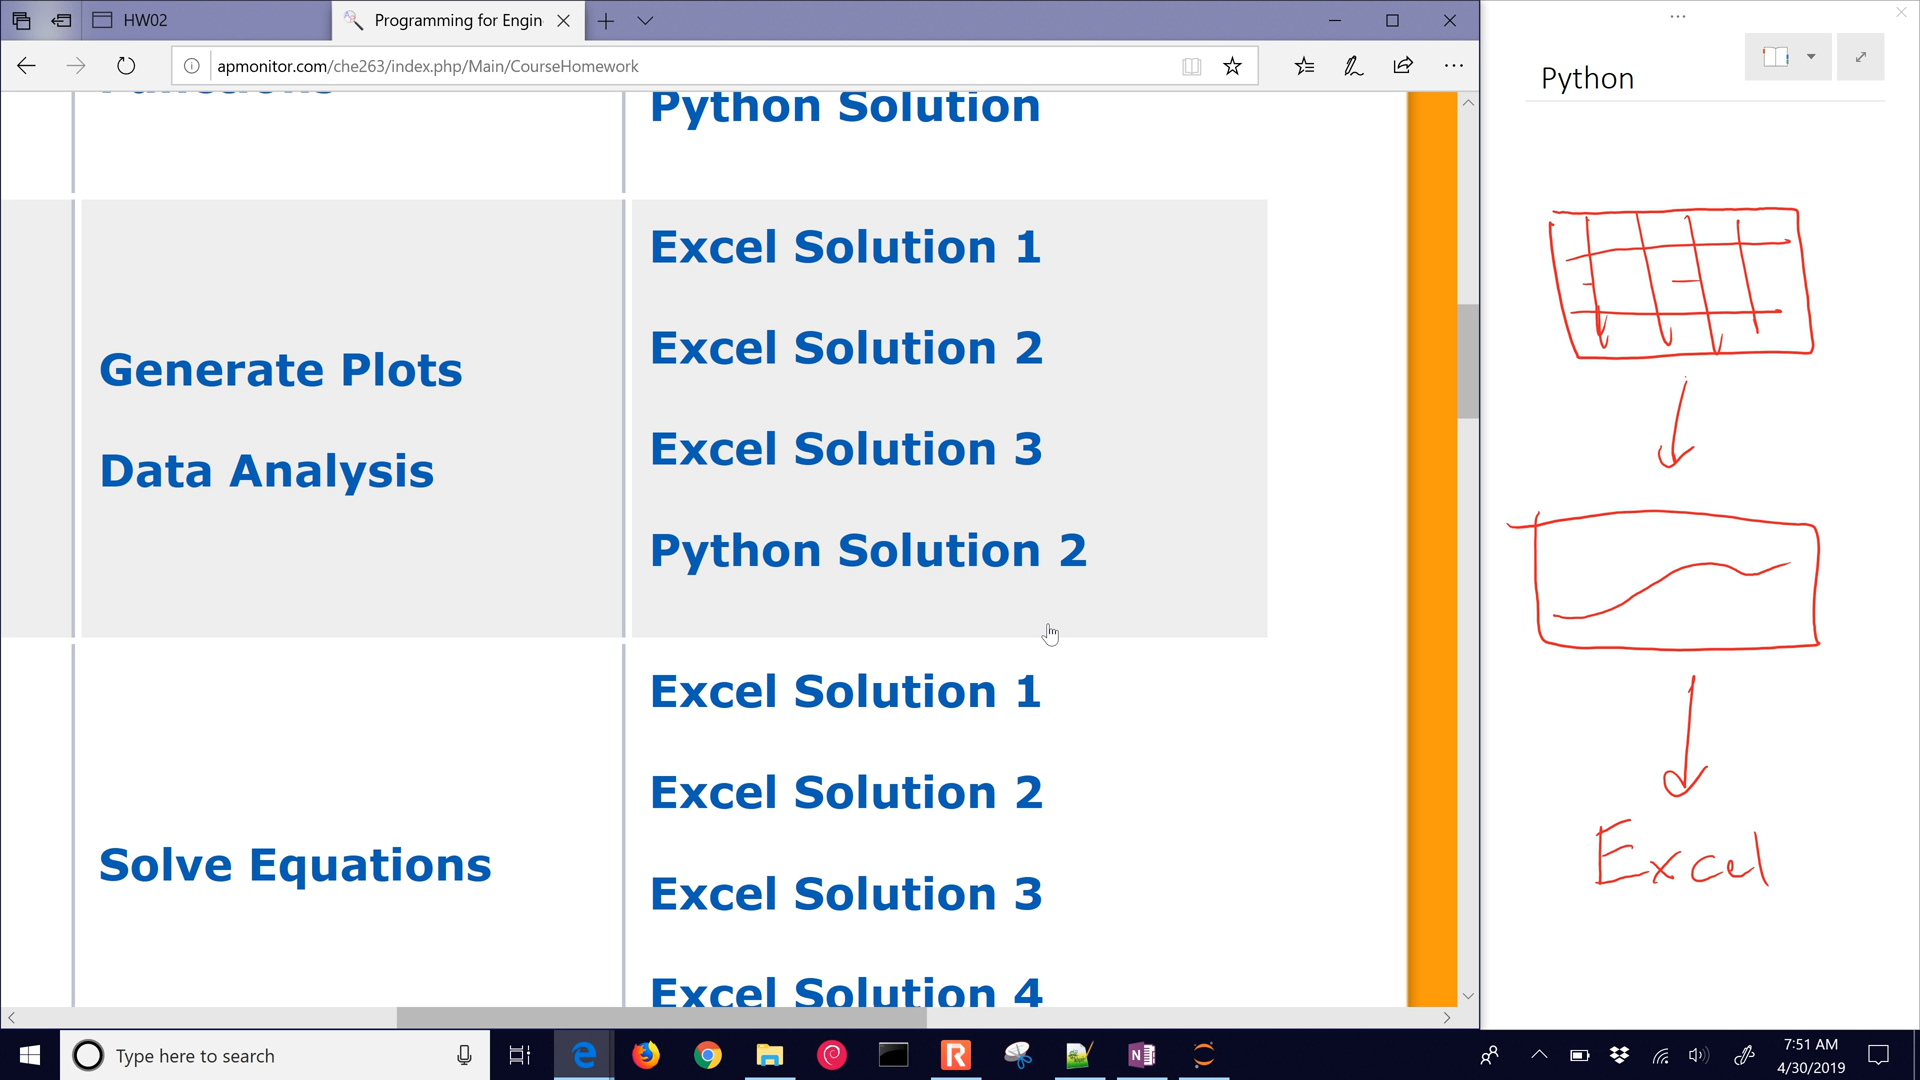 HW02
Programming for Engin
apmonitor.com/che263/index.php/Main/CourseHomework
Python
Functions
Python Solution
Generate Plots
Data Analysis
Excel Solution 1
Excel Solution 2
Excel Solution 3
Python Solution 2
Solve Equations
Excel Solution 1
Excel Solution 2
Excel Solution 3
Excel Solution 4
Excel
Type here to search
7:51 AM
4/30/2019